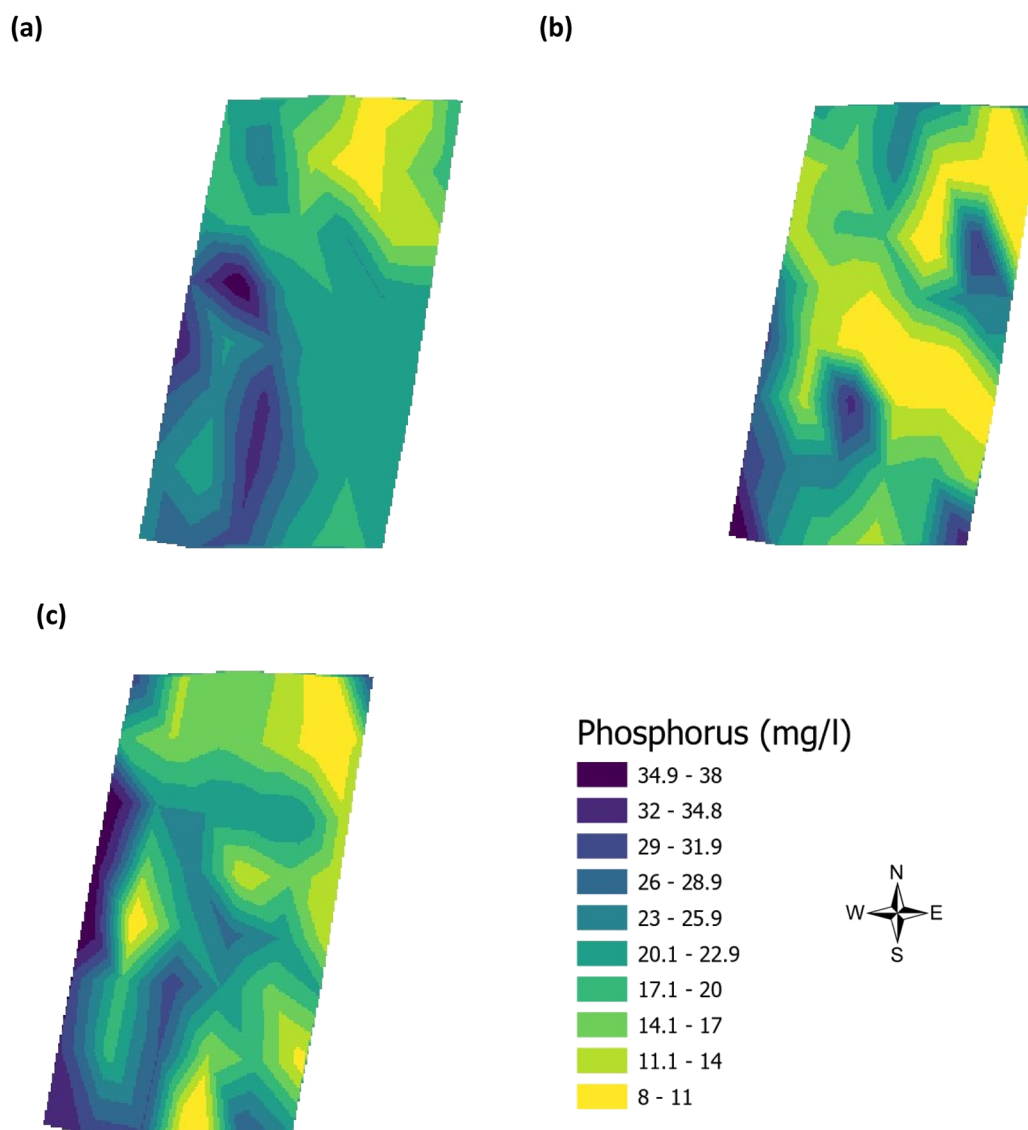 (a)
(b)
(c)
Phosphorus (mg/l)
34.9 - 38
32 - 34.8
29 - 31.9
26 - 28.9
23 - 25.9
20.1 - 22.9
17.1 - 20
14.1 - 17
11.1 - 14
8 - 11
N
W E
S